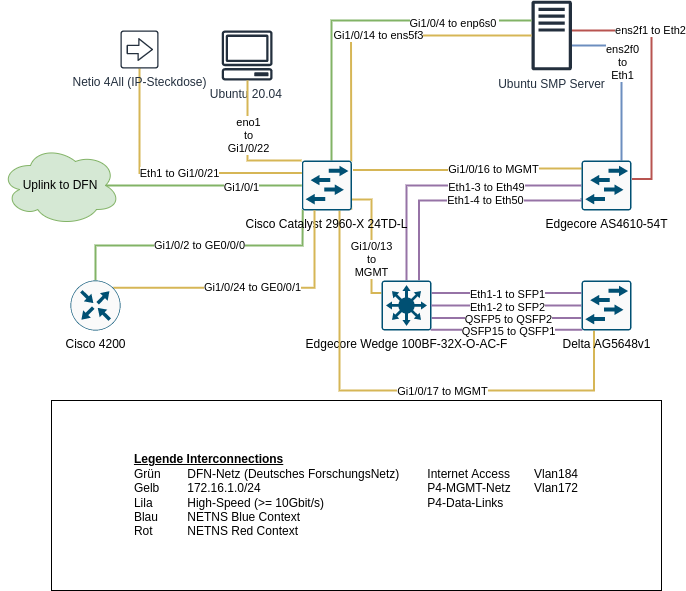 Gi1/0/4 to enp6s0
ens2f1 to Eth2
Gi1/0/14 to ens5f3
ens2f0
to
Eth1
Netio 4All (IP-Steckdose)
Ubuntu 20.04
Ubuntu SMP Server
eno1
to
Gi1/0/22
Eth1 to Gi1/0/21
Gi1/0/16 to MGMT
Uplink to DFN
Gi1/0/1
Eth1-3 to Eth49
Eth1-4 to Eth50
Cisco Catalyst 2960-X 24TD-L
Edgecore AS4610-54T
Gi1/0/2 to GE0/0/0
Gi1/0/13
to
MGMT
Gi1/0/24 to GE0/0/1
Eth1-1 to SFP1
Eth1-2 to SFP2
QSFP5 to QSFP2
QSFP15 to QSFP1
Cisco 4200
Edgecore Wedge 100BF-32X-O-AC-F
Delta AG5648v1
Gi1/0/17 to MGMT
Legende Interconnections
Grün DFN-Netz (Deutsches ForschungsNetz) Internet Access Vlan184
Gelb 172.16.1.0/24 P4-MGMT-Netz Vlan172
Lila High-Speed (>= 10Gbit/s) P4-Data-Links
Blau NETNS Blue Context
Rot NETNS Red Context